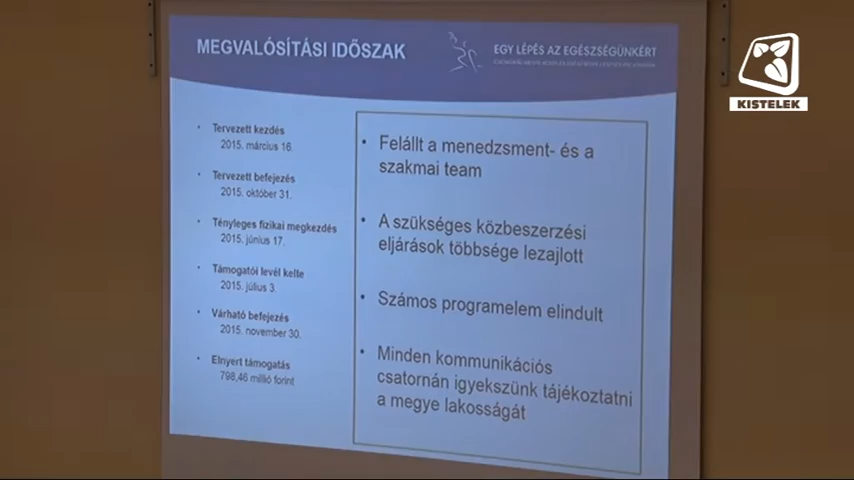 MEGVALÓSÍTÁSI IDŐSZAK
EGY LÉPÉS AZ EGÉSZSÉGÜNKÉRT
KISTELEK
• Tervezett kezdés
2015. március 16.
• Tervezett befejezés
2015. október 31.
• Tényleges fizikai megkezdés
2015. június 17.
• Támogatói levél kelte
2015. július 3.
• Várható befejezés
2015. november 30.
• Elnyert támogatás
798,46 millió forint
• Felállt a menedzsment- és a
szakmai team
• A szükséges közbeszerzési
eljárások többsége lezajlott
• Számos programelem elindult
• Minden kommunikációs
csatornán igyekszünk tájékoztatni
a megye lakosságát